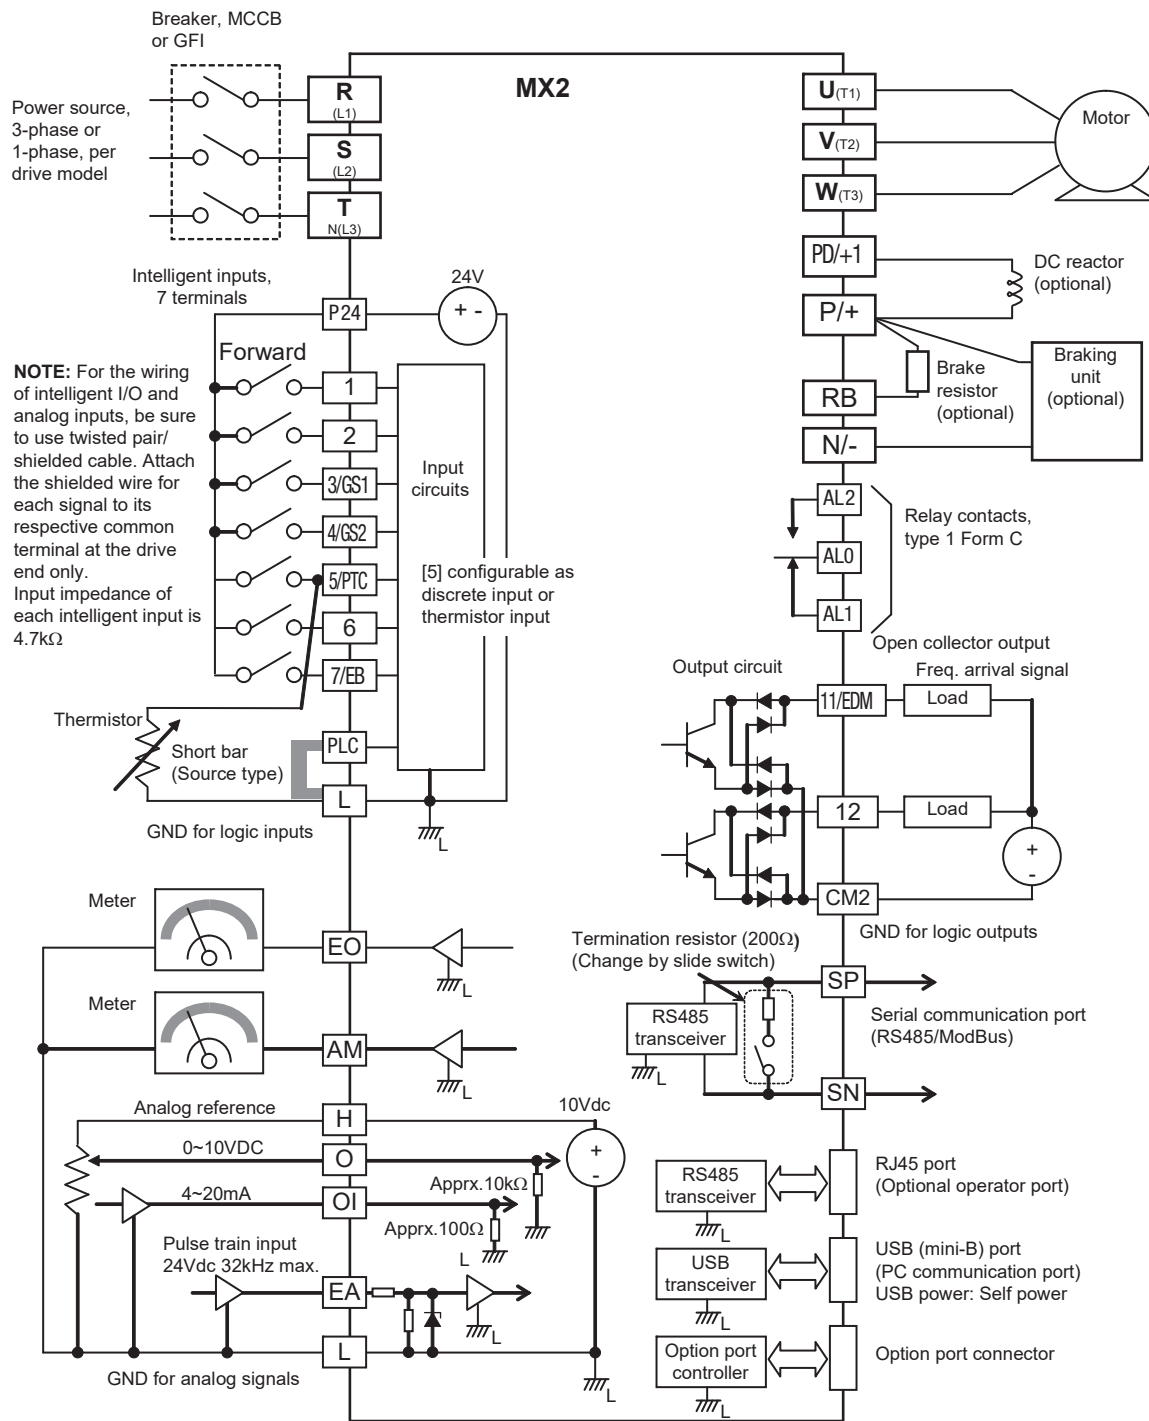 Breaker, MCCB
or GFI
MX2
Power source,
3-phase or
1-phase, per
drive model
R
(L1)
S
(L2)
T
N(L3)
U(T1)
V(T2)
W(T3)
Motor
PD/+1
P/+
DC reactor
(optional)
Brake
resistor
(optional)
Braking
unit
(optional)
RB
N/-
Intelligent inputs,
7 terminals
24V
+ -
P24
Forward
NOTE: For the wiring
of intelligent I/O and
analog inputs, be sure
to use twisted pair/
shielded cable. Attach
the shielded wire for
each signal to its
respective common
terminal at the drive
end only.
Input impedance of
each intelligent input is
4.7kΩ
1
2
3/GS1
4/GS2
5/PTC
6
7/EB
Input
circuits
[5] configurable as
discrete input or
thermistor input
Thermistor
Short bar
(Source type)
PLC
L
GND for logic inputs
L
AL2
AL0
AL1
Relay contacts,
type 1 Form C
Open collector output
Output circuit
Freq. arrival signal
11/EDM
Load
12
Load
+
-
CM2
GND for logic outputs
Meter
EO
L
Meter
AM
L
Termination resistor (200Ω)
(Change by slide switch)
SP
RS485
transceiver
L
Serial communication port
(RS485/ModBus)
SN
Analog reference
H
10Vdc
+
-
0~10VDC
O
Apprx.10kΩ
4~20mA
OI
Apprx.100Ω
L
Pulse train input
24Vdc 32kHz max.
EA
L
L
GND for analog signals
L
RS485
transceiver
L
RJ45 port
(Optional operator port)
USB
transceiver
L
USB (mini-B) port
(PC communication port)
USB power: Self power
Option port
controller
L
Option port connector